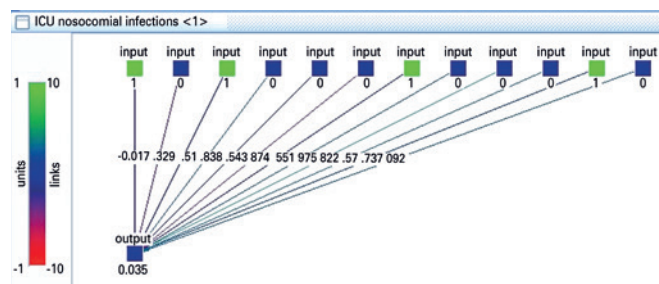 ICU nosocomial infections <1>
1 10
input input input input input input input input input input input input
1 0 1 0 0 0 1 0 0 0 1 0
units
links
-0.017 .329 .51 .838 .543 874 551 975 822 .57 .737 092
output
0.035
-1 -10